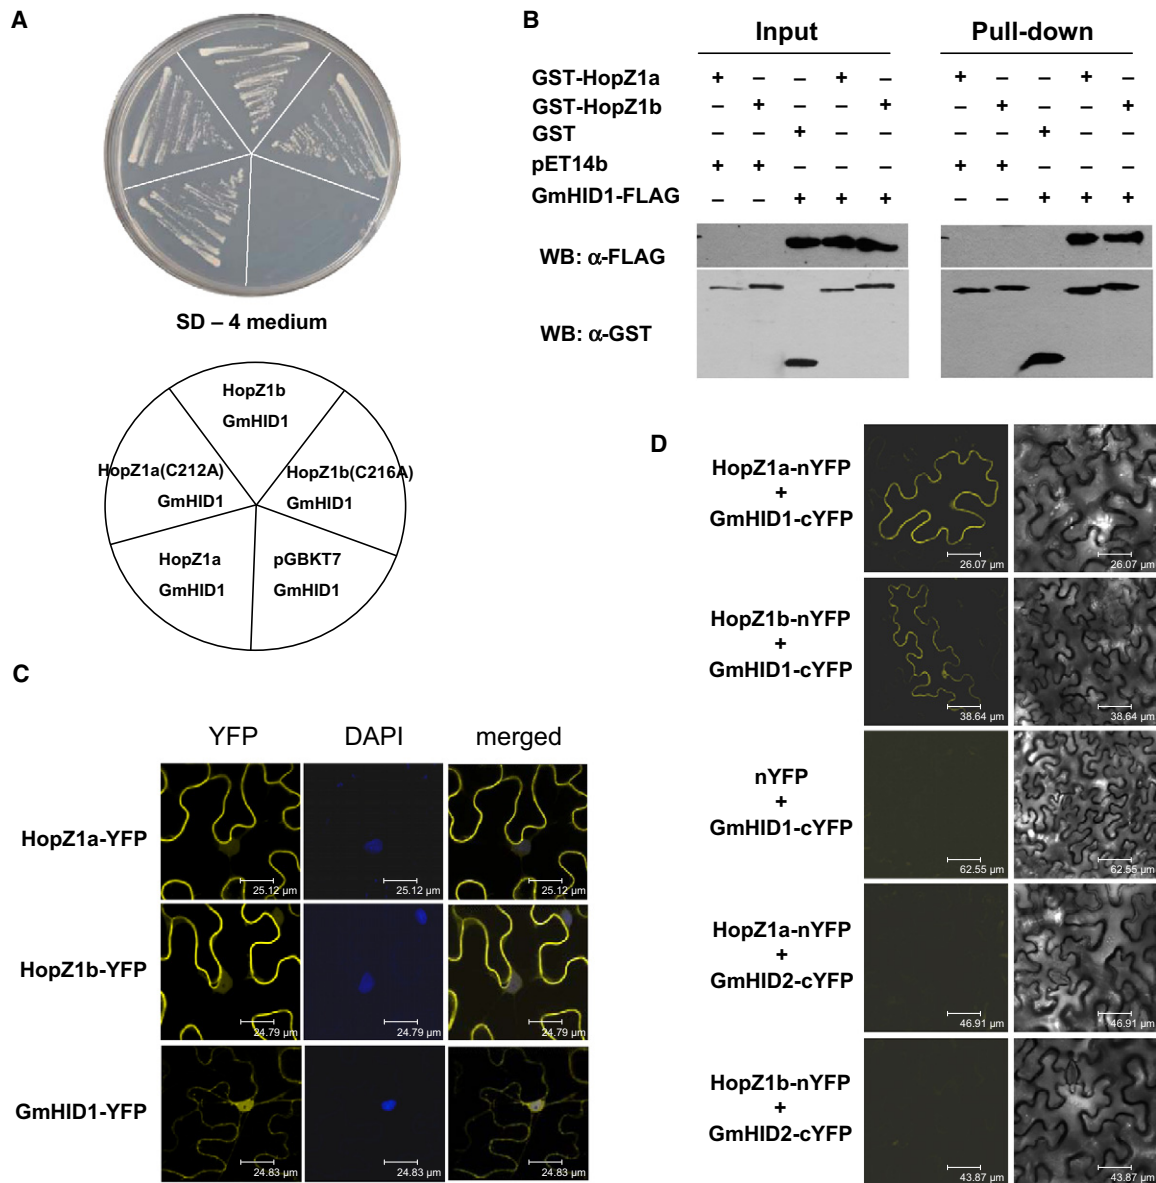 A
SD – 4 medium
HopZ1b
GmHID1
HopZ1a(C212A)
GmHID1
HopZ1b(C216A)
GmHID1
HopZ1a
GmHID1
pGBKT7
GmHID1
B
Input Pull-down
GST-HopZ1a + – – + – + – – + –
GST-HopZ1b – + – – + – + – – +
GST – – + – – – – + – –
pET14b + + – – – + + – – –
GmHID1-FLAG – – + + + – – + + +
WB: α-FLAG
WB: α-GST
C
YFP DAPI merged
HopZ1a-YFP
25.12 µm 25.12 µm 25.12 µm
HopZ1b-YFP
24.79 µm 24.79 µm 24.79 µm
GmHID1-YFP
24.83 µm 24.83 µm 24.83 µm
D
HopZ1a-nYFP
+
GmHID1-cYFP
26.07 µm 26.07 µm
HopZ1b-nYFP
+
GmHID1-cYFP
38.64 µm 38.64 µm
nYFP
+
GmHID1-cYFP
62.55 µm 62.55 µm
HopZ1a-nYFP
+
GmHID2-cYFP
46.91 µm 46.91 µm
HopZ1b-nYFP
+
GmHID2-cYFP
43.87 µm 43.87 µm